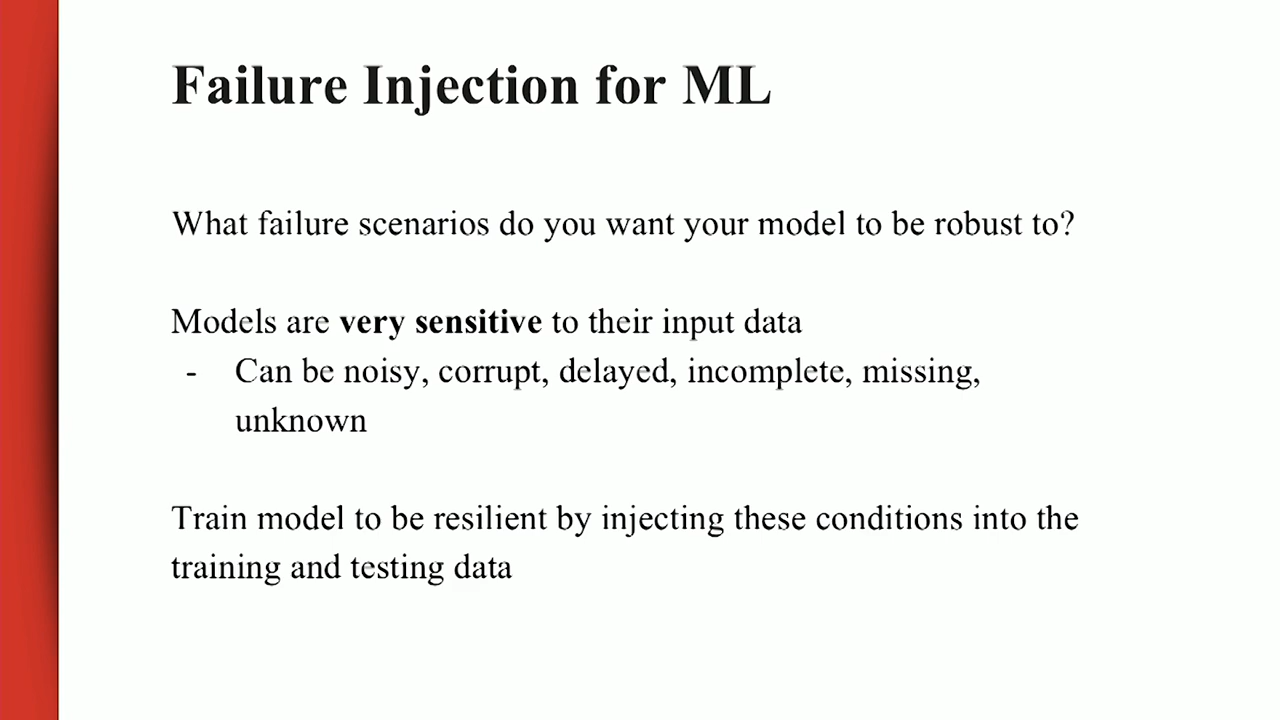 Failure Injection for ML
What failure scenarios do you want your model to be robust to?
Models are very sensitive to their input data
- Can be noisy, corrupt, delayed, incomplete, missing,
unknown
Train model to be resilient by injecting these conditions into the
training and testing data